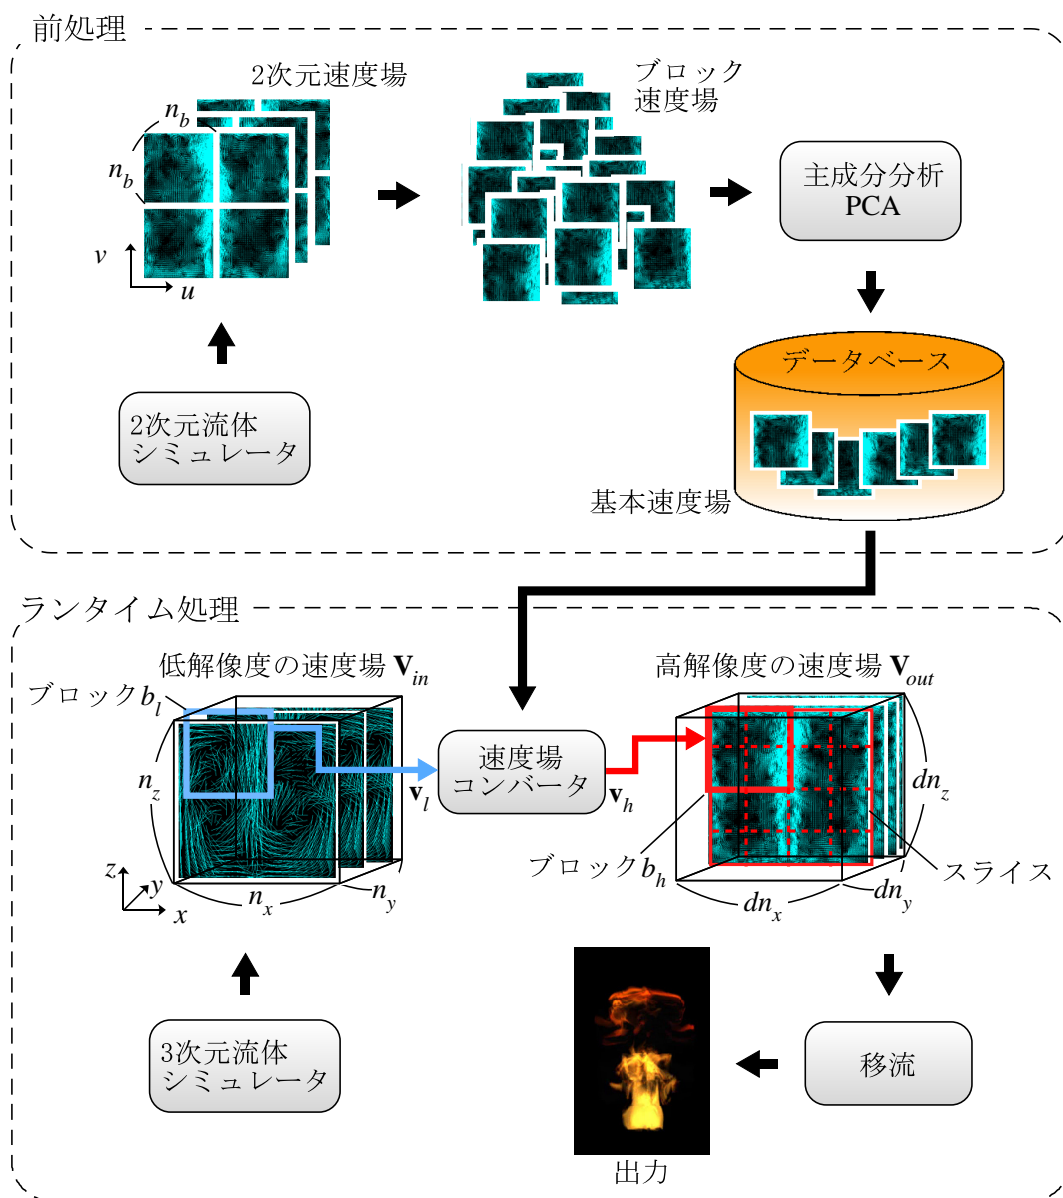 前処理
2次元速度場
ブロック
速度場
n_b
n_b
v
u
主成分分析
PCA
2次元流体
シミュレータ
データベース
基本速度場
ランタイム処理
低解像度の速度場 V_in
高解像度の速度場 V_out
ブロックb_l
n_z
n_x
n_y
z
y
x
v_l
速度場
コンバータ
v_h
ブロックb_h
dn_z
スライス
dn_x
dn_y
3次元流体
シミュレータ
移流
出力